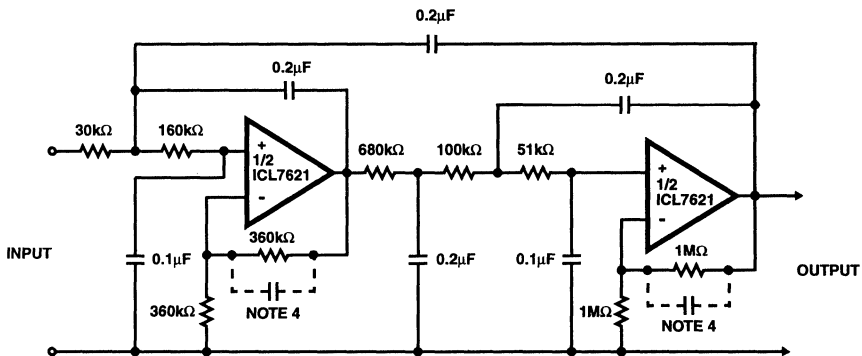 0.2µF
0.2µF
0.2µF
30kΩ
160kΩ
+
1/2
ICL7621
−
680kΩ
100kΩ
51kΩ
+
1/2
ICL7621
−
INPUT
0.1µF
360kΩ
NOTE 4
360kΩ
0.2µF
0.1µF
1MΩ
NOTE 4
1MΩ
OUTPUT